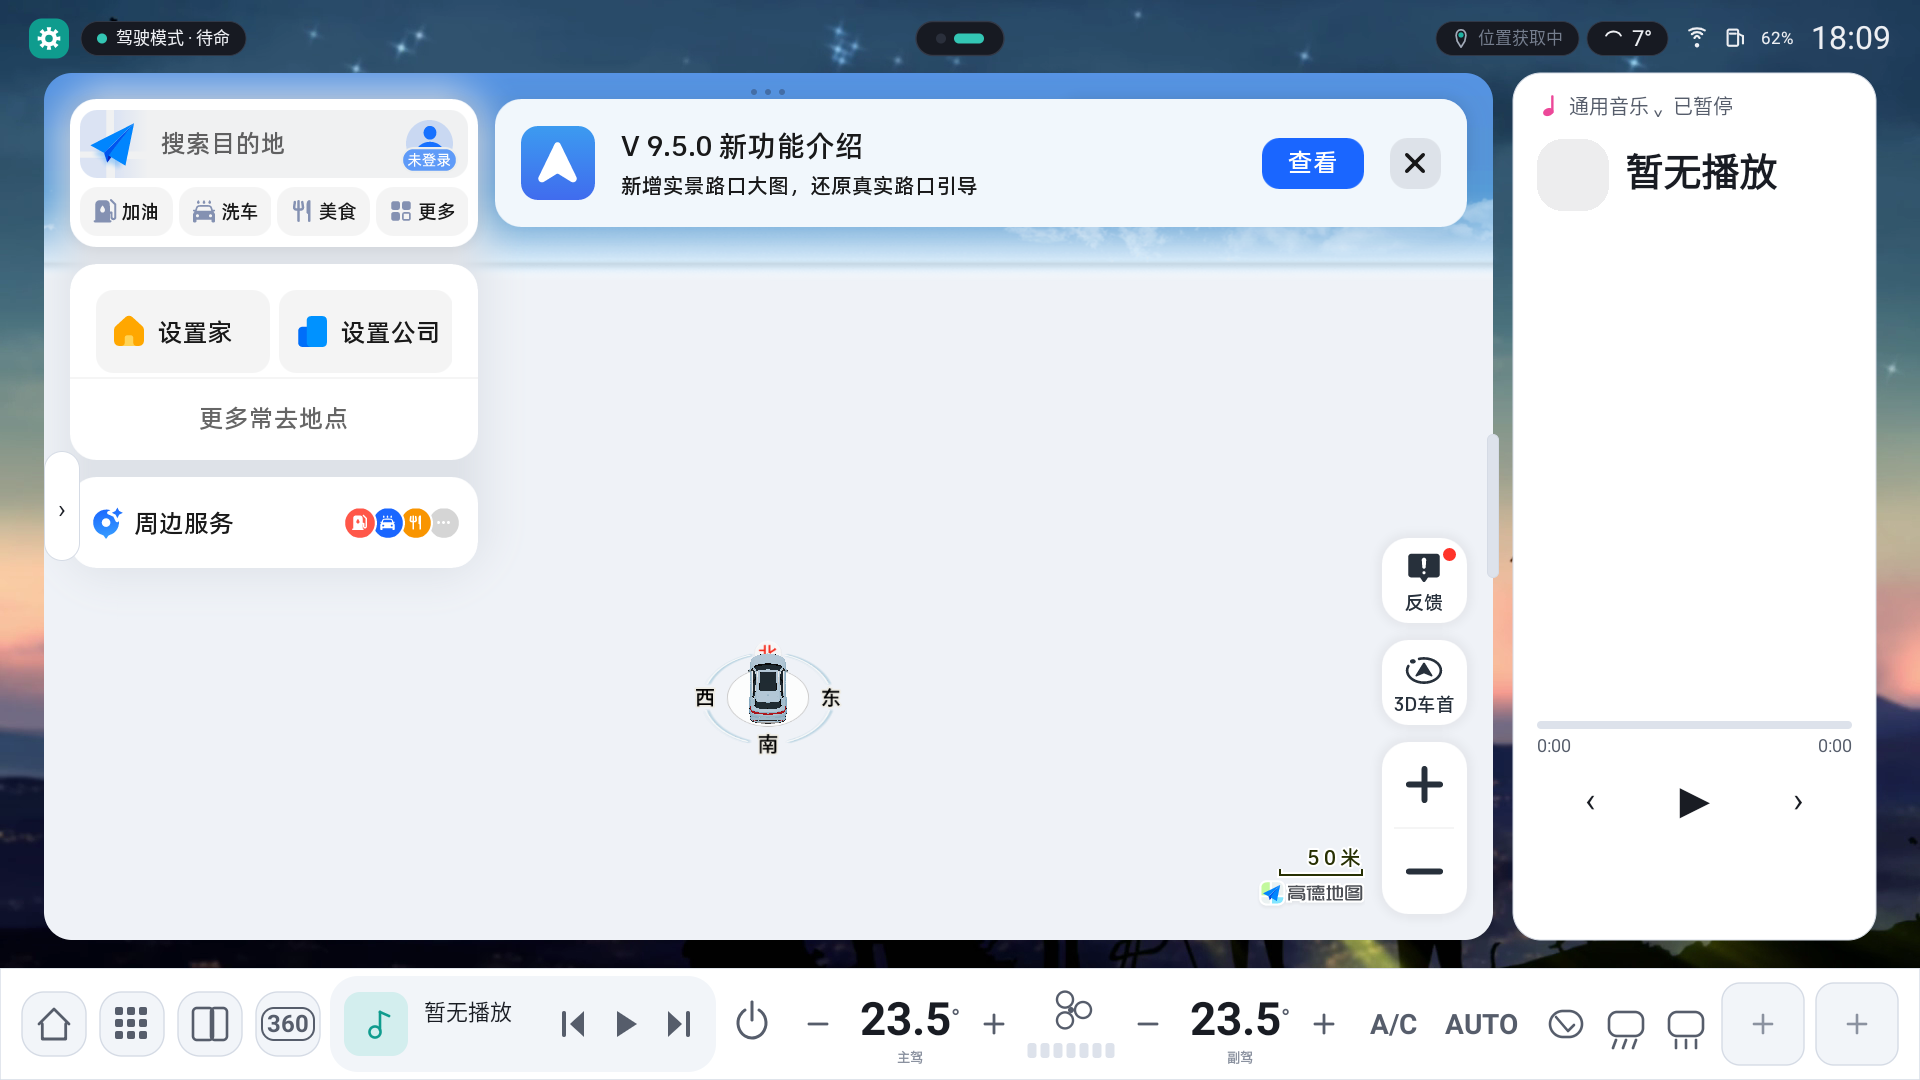 驾驶模式 · 待命
位置获取中
7°
62%
18:09
搜索目的地
未登录
加油
洗车
美食
更多
V 9.5.0 新功能介绍
新增实景路口大图，还原真实路口引导
查看
设置家
设置公司
更多常去地点
周边服务
北
西
东
南
反馈
3D车首
50米
高德地图
通用音乐
已暂停
暂无播放
0:00
0:00
360
暂无播放
23.5°
主驾
23.5°
副驾
A/C
AUTO